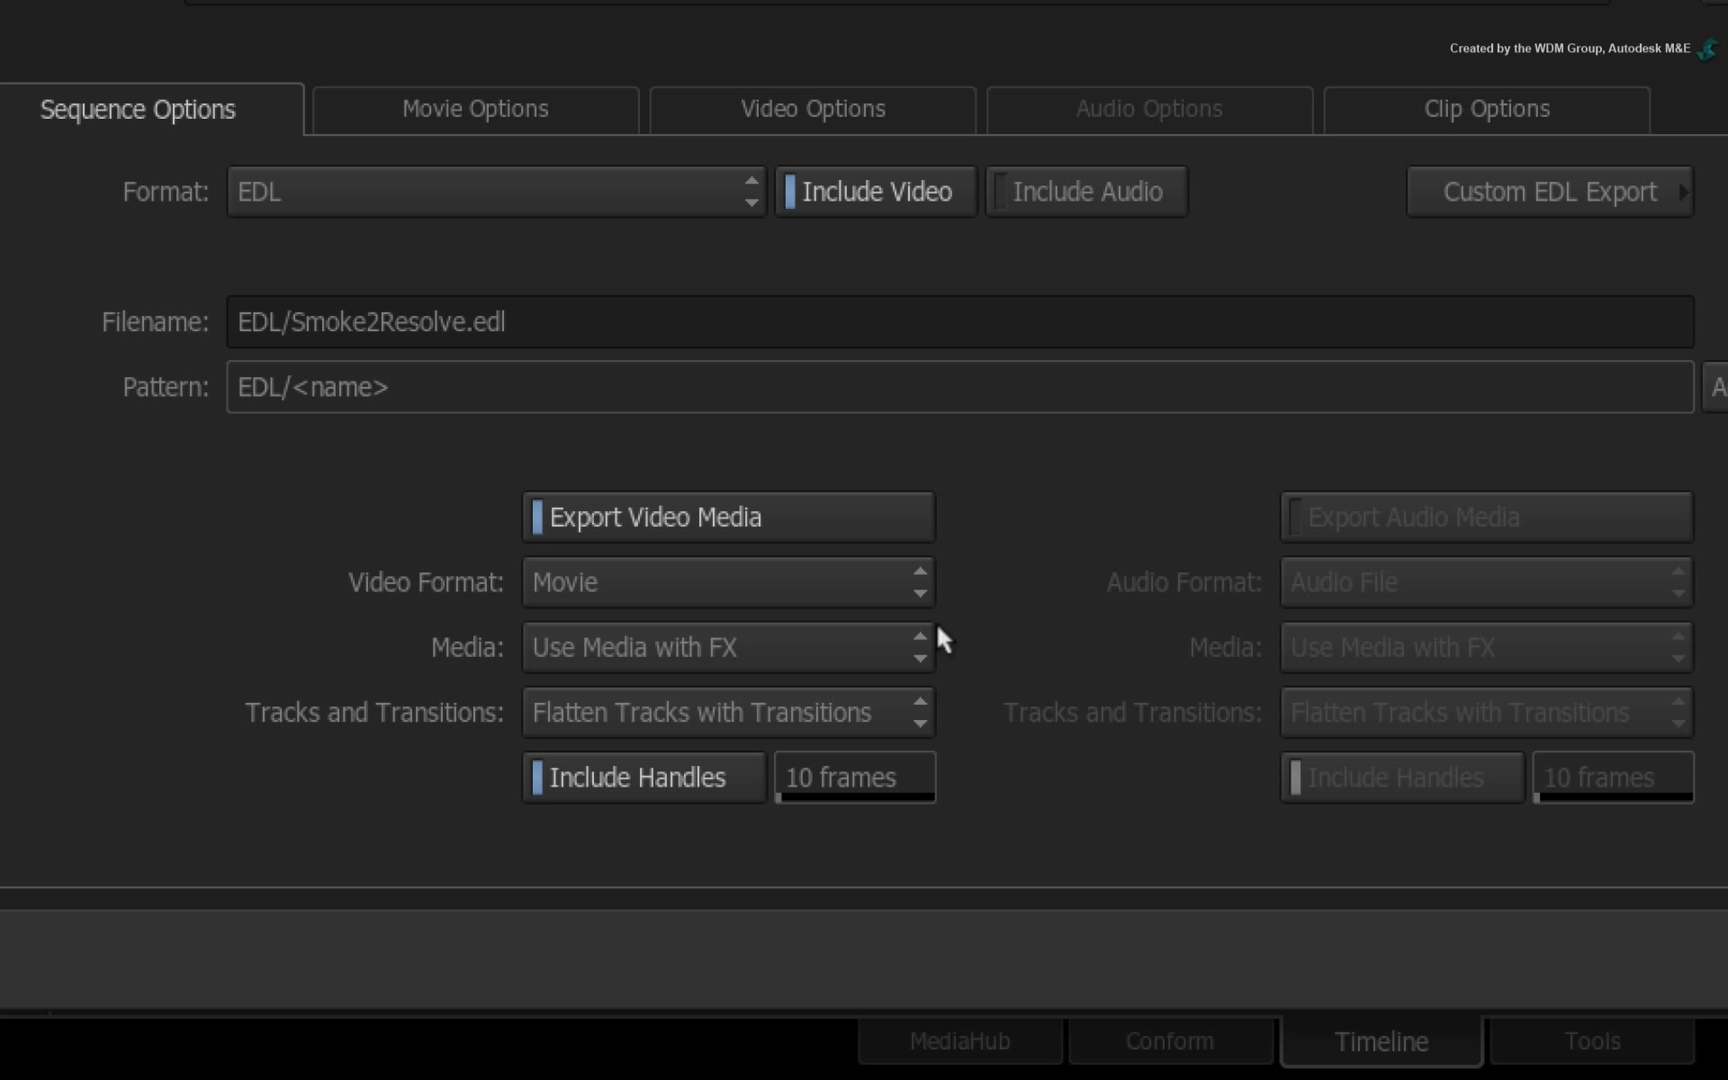 Created by the WDM Group, Autodesk M&E
Sequence Options
Movie Options
Video Options
Audio Options
Clip Options
Format:
EDL
Include Video
Include Audio
Custom EDL Export
Filename:
EDL/Smoke2Resolve.edl
Pattern:
EDL/<name>
A
Export Video Media
Export Audio Media
Video Format:
Movie
Audio Format:
Audio File
Media:
Use Media with FX
Media:
Use Media with FX
Tracks and Transitions:
Flatten Tracks with Transitions
Tracks and Transitions:
Flatten Tracks with Transitions
Include Handles
10 frames
Include Handles
10 frames
MediaHub
Conform
Timeline
Tools